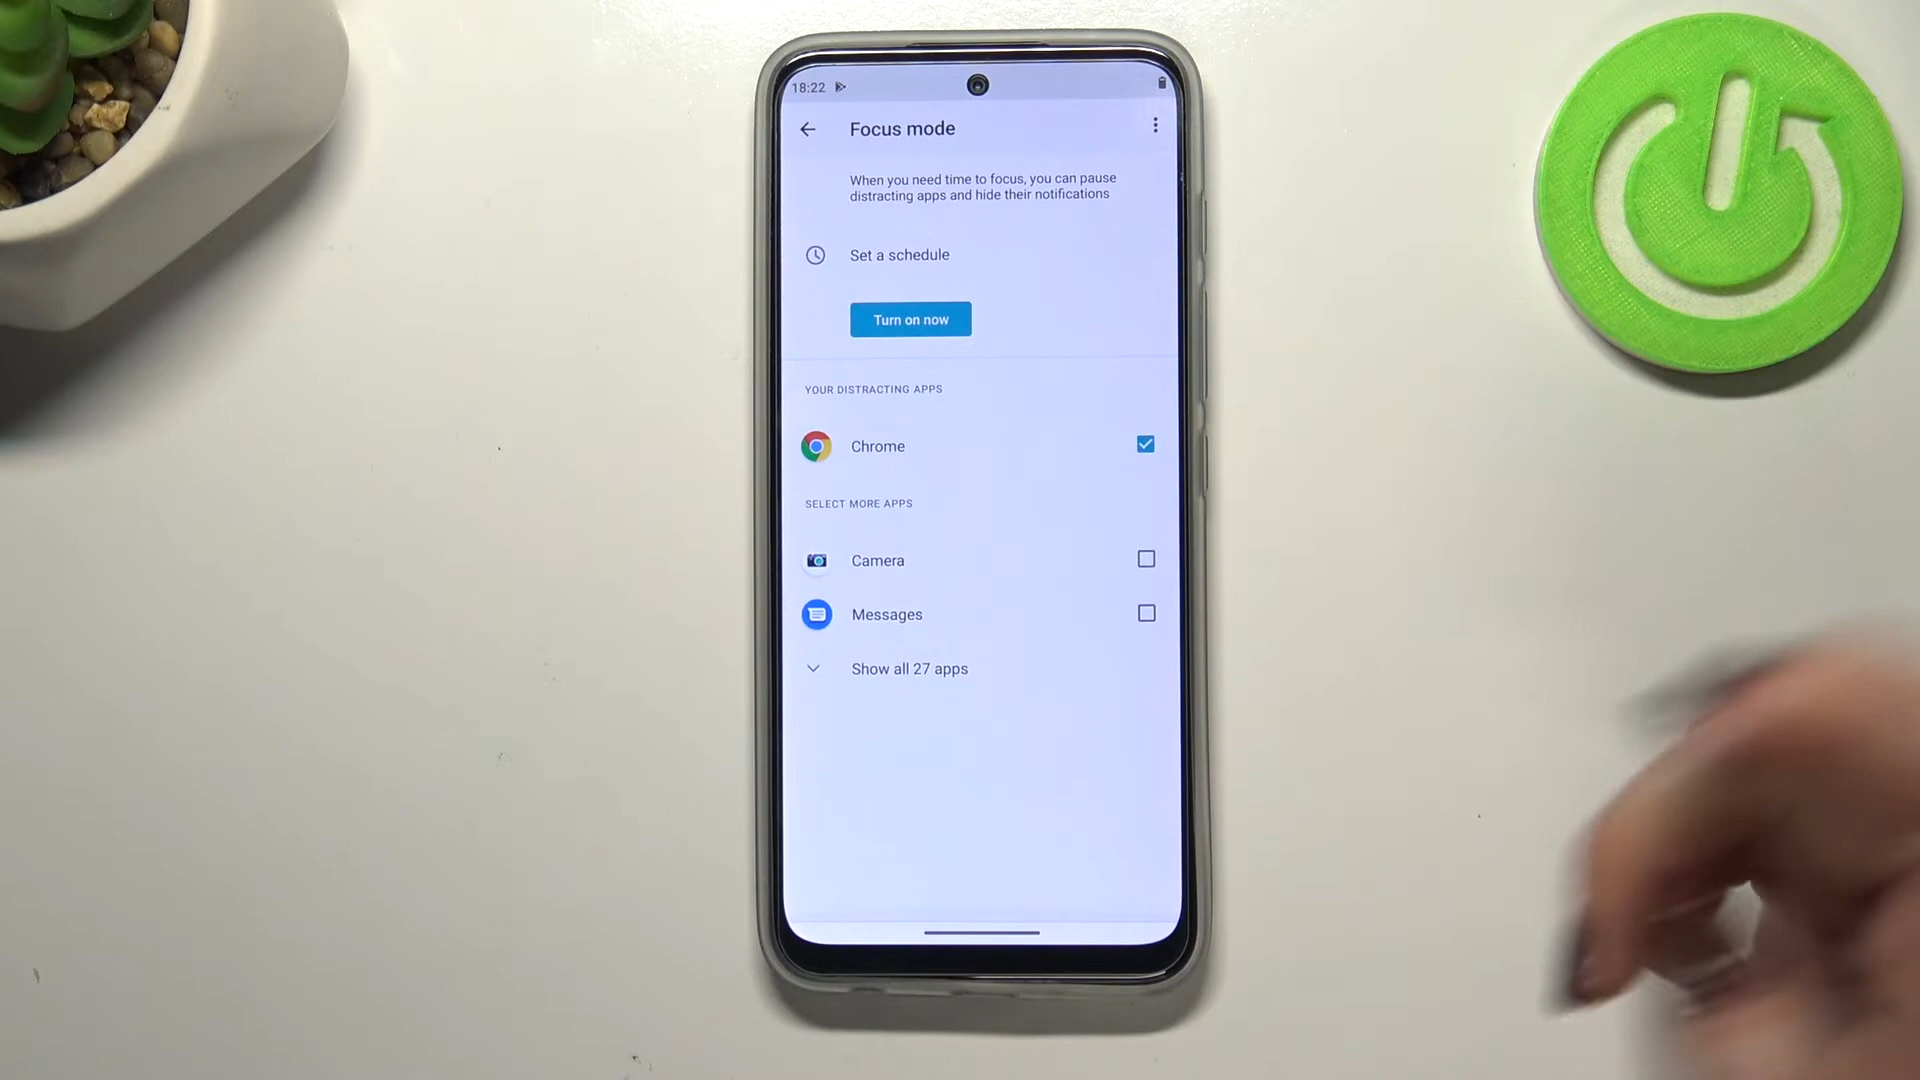 18:22
Focus mode
When you need time to focus, you can pause
distracting apps and hide their notifications
Set a schedule
Turn on now
YOUR DISTRACTING APPS
Chrome
SELECT MORE APPS
Camera
Messages
Show all 27 apps